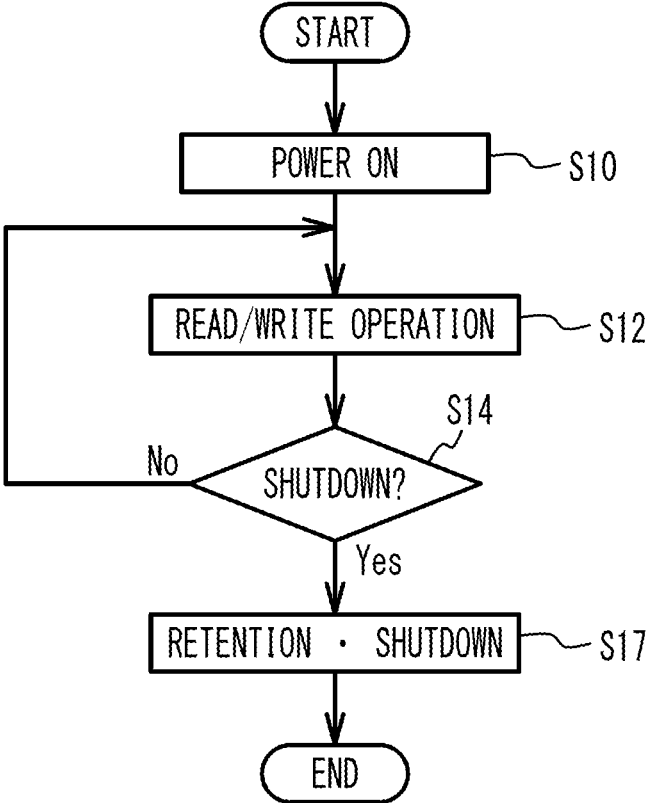 START
POWER ON
S10
READ/WRITE OPERATION
S12
S14
No
SHUTDOWN?
Yes
RETENTION · SHUTDOWN
S17
END